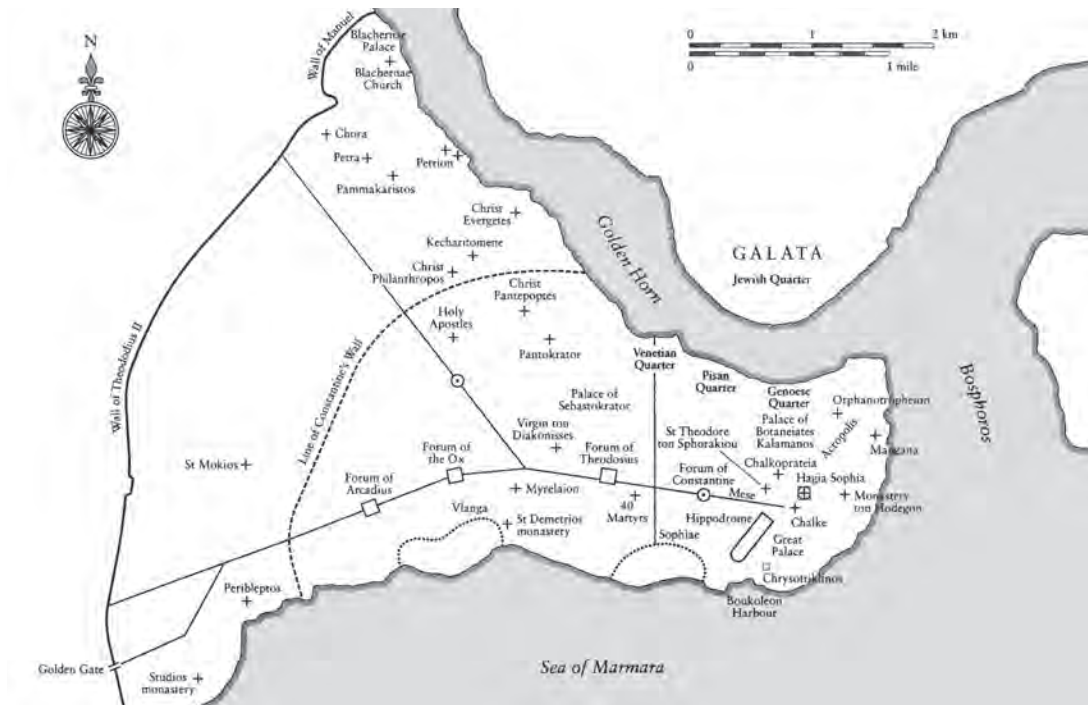 N
Wall of Manuel
Blachernae
Palace
Blachernae
Church
0 1 2 km
0 1 mile
Chora
Petra
Petrion
Pammakaristos
Christ
Evergetes
Kecharitomene
Christ
Philanthropos
Golden Horn
GALATA
Jewish Quarter
Wall of Theododius II
Line of Constantine's Wall
Christ
Pantepoptes
Holy
Apostles
Pantokrator
Venetian
Quarter
Pisan
Quarter
Genoese
Quarter
Bosphoros
Orphanotropheion
Palace of
Sebastokrator
Palace of
Botaneiates
Kalamanos
Acropolis
Mangana
St Theodore
ton Sphorakiou
Virgin ton
Diakonisses
Forum of
Theodosius
Forum of
the Ox
Chalkoprateia
St Mokios
Forum of
Constantine
Hagia Sophia
Forum of
Arcadius
Myrelaion
Mese
Monastery
ton Hodegon
40
Martyrs
Vlanga
Hippodrome
Chalke
St Demetrios
monastery
Sophiae
Great
Palace
Chrysotriklinos
Peribleptos
Boukoleon
Harbour
Golden Gate
Sea of Marmara
Studios
monastery